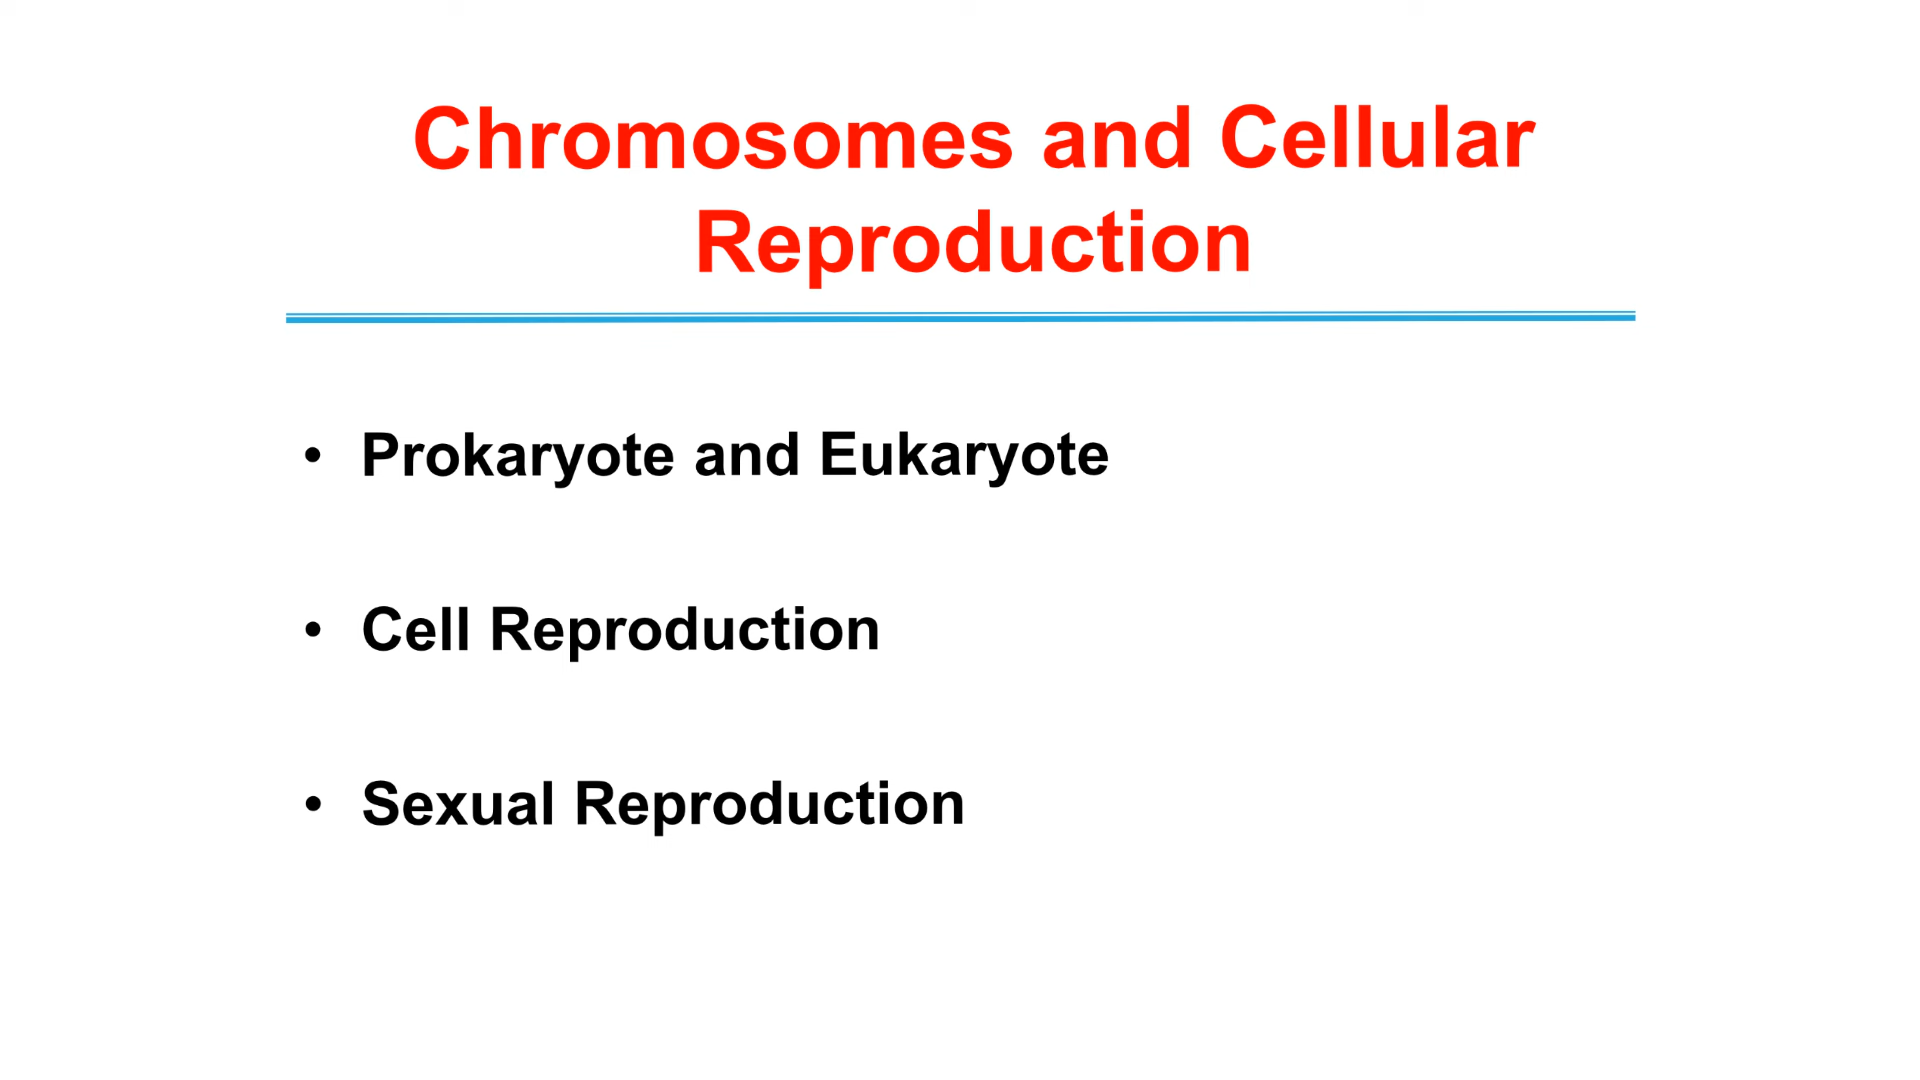 Chromosomes and Cellular
Reproduction
• Prokaryote and Eukaryote
• Cell Reproduction
• Sexual Reproduction